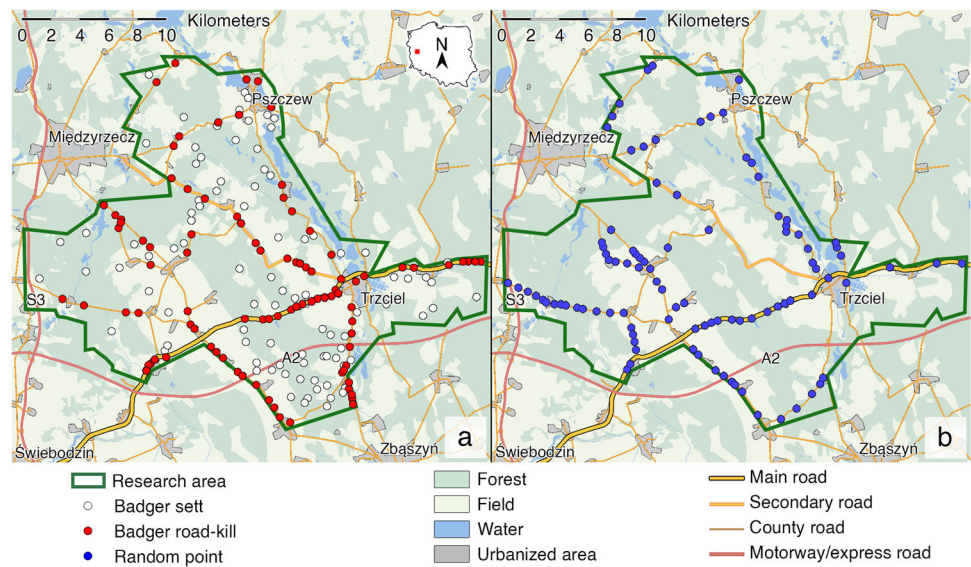 Kilometers
0 2 4 6 8 10
N
Pszczew
Międzyrzecz
S3
Trzciel
A2
Świebodzin
Zbąszyń
a
Kilometers
0 2 4 6 8 10
Pszczew
Międzyrzecz
S3
Trzciel
A2
Świebodzin
Zbąszyń
b
Research area
Badger sett
Badger road-kill
Random point
Forest
Field
Water
Urbanized area
Main road
Secondary road
County road
Motorway/express road